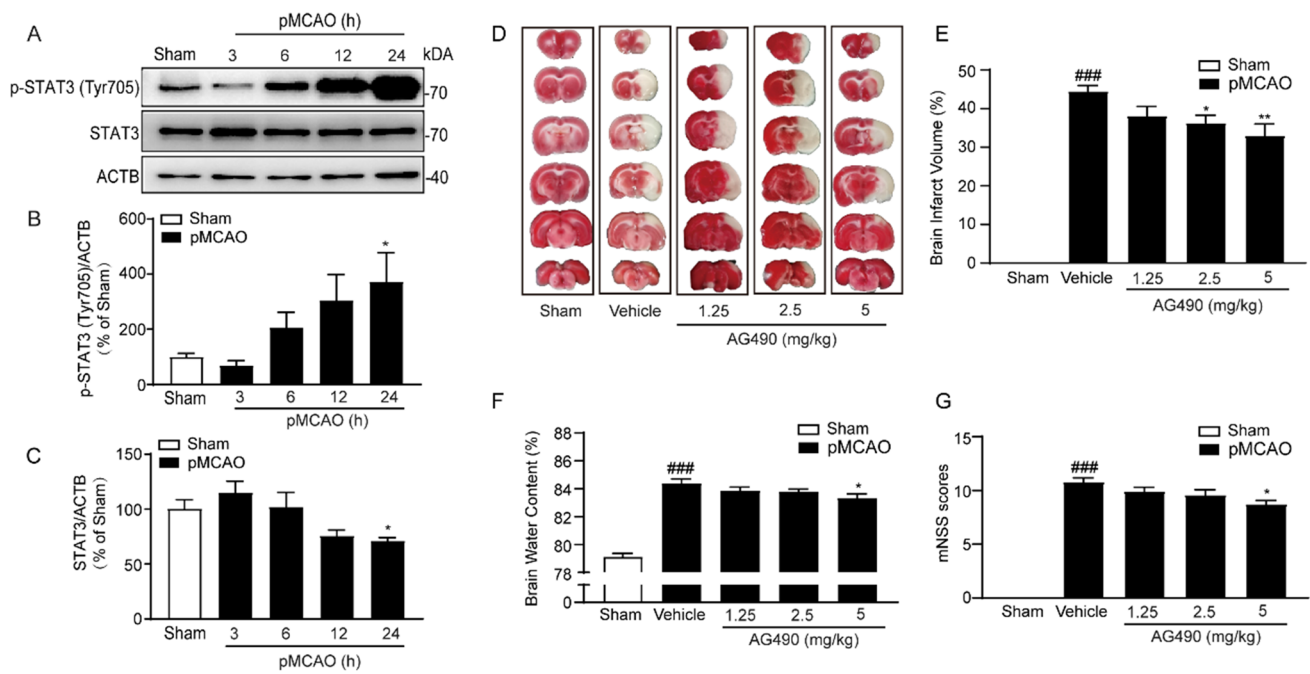 A
pMCAO (h)
Sham 3 6 12 24 kDA
p-STAT3 (Tyr705) -70
STAT3 -70
ACTB -40
B
p-STAT3 (Tyr705)/ACTB
(% of Sham)
600
400
200
0
Sham
pMCAO
*
Sham 3 6 12 24
pMCAO (h)
C
STAT3/ACTB
(% of Sham)
150
100
50
0
Sham
pMCAO
*
Sham 3 6 12 24
pMCAO (h)
D
Sham Vehicle 1.25 2.5 5
AG490 (mg/kg)
E
Brain Infarct Volume (%)
50
40
30
20
10
0
Sham
pMCAO
###
*
**
Sham Vehicle 1.25 2.5 5
AG490 (mg/kg)
F
Brain Water Content (%)
88
86
84
82
80
78
0
Sham
pMCAO
###
*
Sham Vehicle 1.25 2.5 5
AG490 (mg/kg)
G
mNSS scores
15
10
5
0
Sham
pMCAO
###
*
Sham Vehicle 1.25 2.5 5
AG490 (mg/kg)